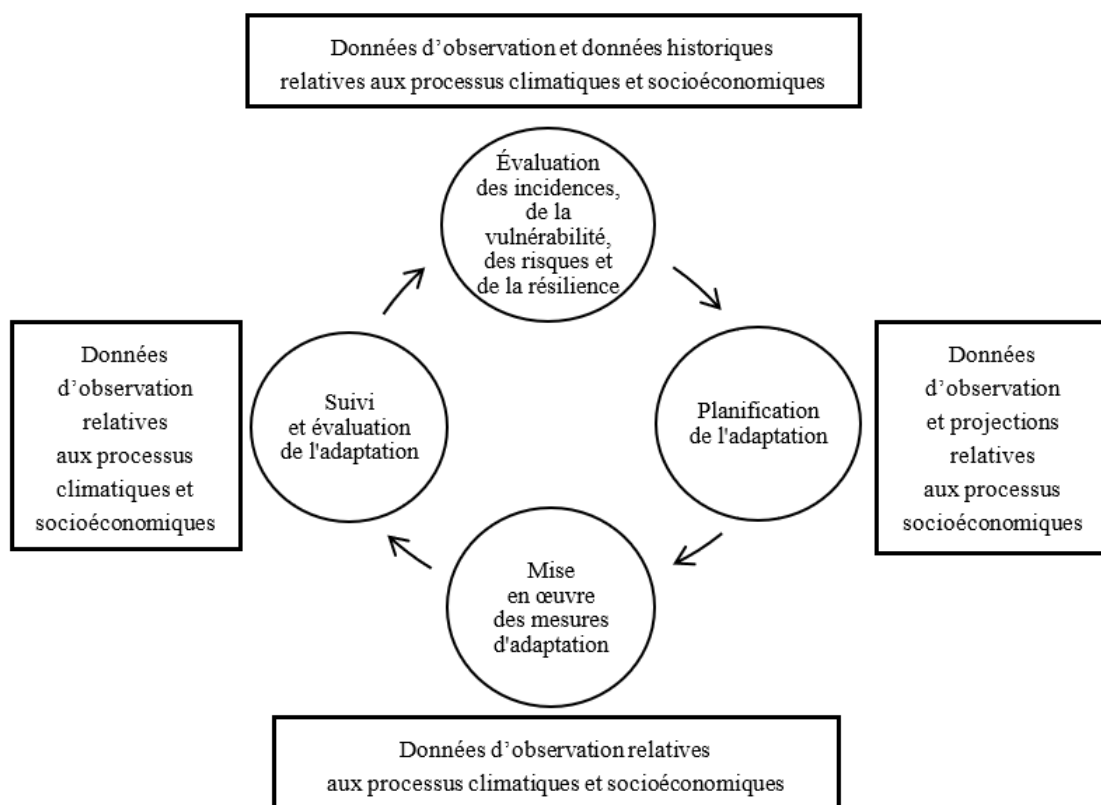 Données d’observation et données historiques
relatives aux processus climatiques et socioéconomiques
Évaluation
des incidences,
de la
vulnérabilité,
des risques et
de la résilience
Données
d’observation
relatives
aux processus
climatiques et
socioéconomiques
Suivi
et évaluation
de l'adaptation
Planification
de l'adaptation
Données
d’observation
et projections
relatives
aux processus
socioéconomiques
Mise
en œuvre
des mesures
d'adaptation
Données d’observation relatives
aux processus climatiques et socioéconomiques